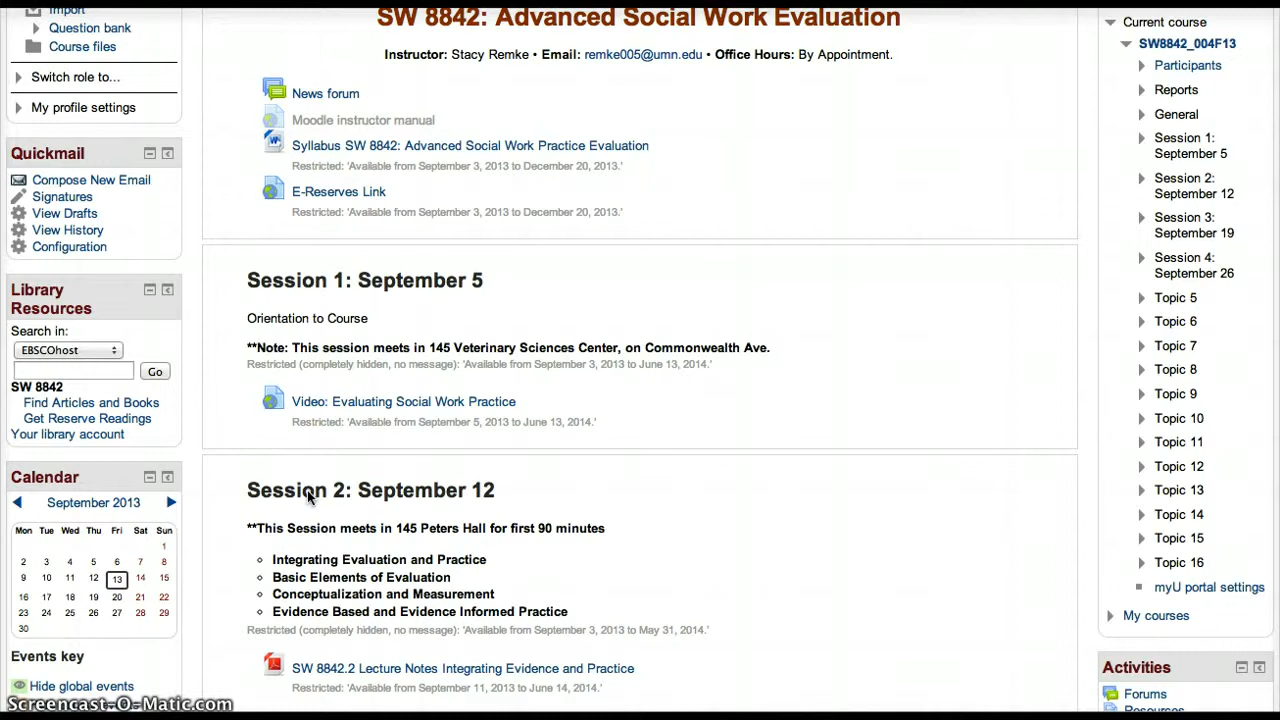 Import
Question bank
Course files
Switch role to...
My profile settings
Quickmail
Compose New Email
Signatures
View Drafts
View History
Configuration
Library
Resources
Search in:
EBSCOhost
Go
SW 8842
Find Articles and Books
Get Reserve Readings
Your library account
Calendar
September 2013
Mon Tue Wed Thu Fri Sat Sun
1
2 3 4 5 6 7 8
9 10 11 12 13 14 15
16 17 18 19 20 21 22
23 24 25 26 27 28 29
30
Events key
Hide global events
SW 8842: Advanced Social Work Evaluation
Instructor: Stacy Remke • Email: remke005@umn.edu • Office Hours: By Appointment.
News forum
Moodle instructor manual
Syllabus SW 8842: Advanced Social Work Practice Evaluation
Restricted: 'Available from September 3, 2013 to December 20, 2013.'
E-Reserves Link
Restricted: 'Available from September 3, 2013 to December 20, 2013.'
Session 1: September 5
Orientation to Course
**Note: This session meets in 145 Veterinary Sciences Center, on Commonwealth Ave.
Restricted (completely hidden, no message): 'Available from September 3, 2013 to June 13, 2014.'
Video: Evaluating Social Work Practice
Restricted: 'Available from September 5, 2013 to June 13, 2014.'
Session 2: September 12
**This Session meets in 145 Peters Hall for first 90 minutes
Integrating Evaluation and Practice
Basic Elements of Evaluation
Conceptualization and Measurement
Evidence Based and Evidence Informed Practice
Restricted (completely hidden, no message): 'Available from September 3, 2013 to May 31, 2014.'
SW 8842.2 Lecture Notes Integrating Evidence and Practice
Restricted: 'Available from September 11, 2013 to June 14, 2014.'
Current course
SW8842_004F13
Participants
Reports
General
Session 1:
September 5
Session 2:
September 12
Session 3:
September 19
Session 4:
September 26
Topic 5
Topic 6
Topic 7
Topic 8
Topic 9
Topic 10
Topic 11
Topic 12
Topic 13
Topic 14
Topic 15
Topic 16
myU portal settings
My courses
Activities
Forums
Resources
Screencast-O-Matic.com